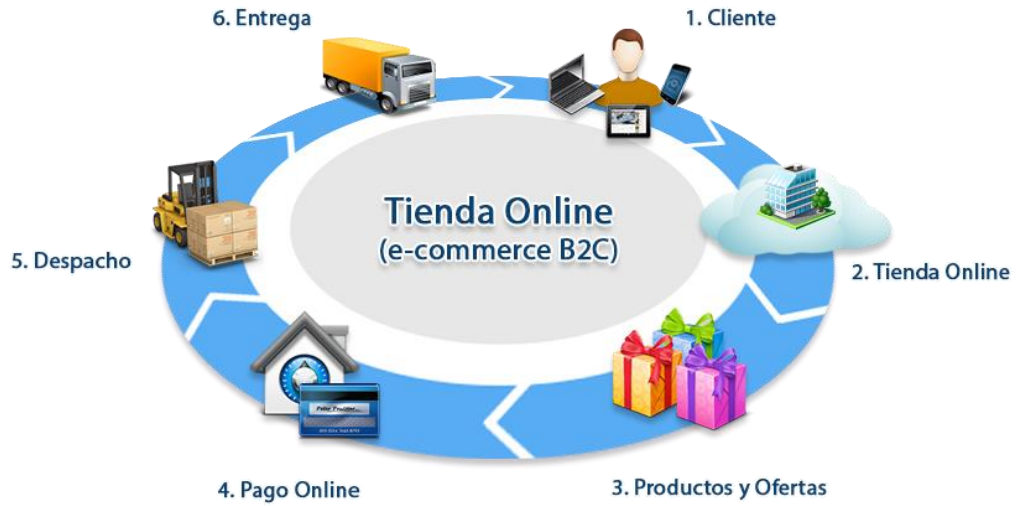 6. Entrega
1. Cliente
Tienda Online
(e-commerce B2C)
5. Despacho
2. Tienda Online
4. Pago Online
3. Productos y Ofertas